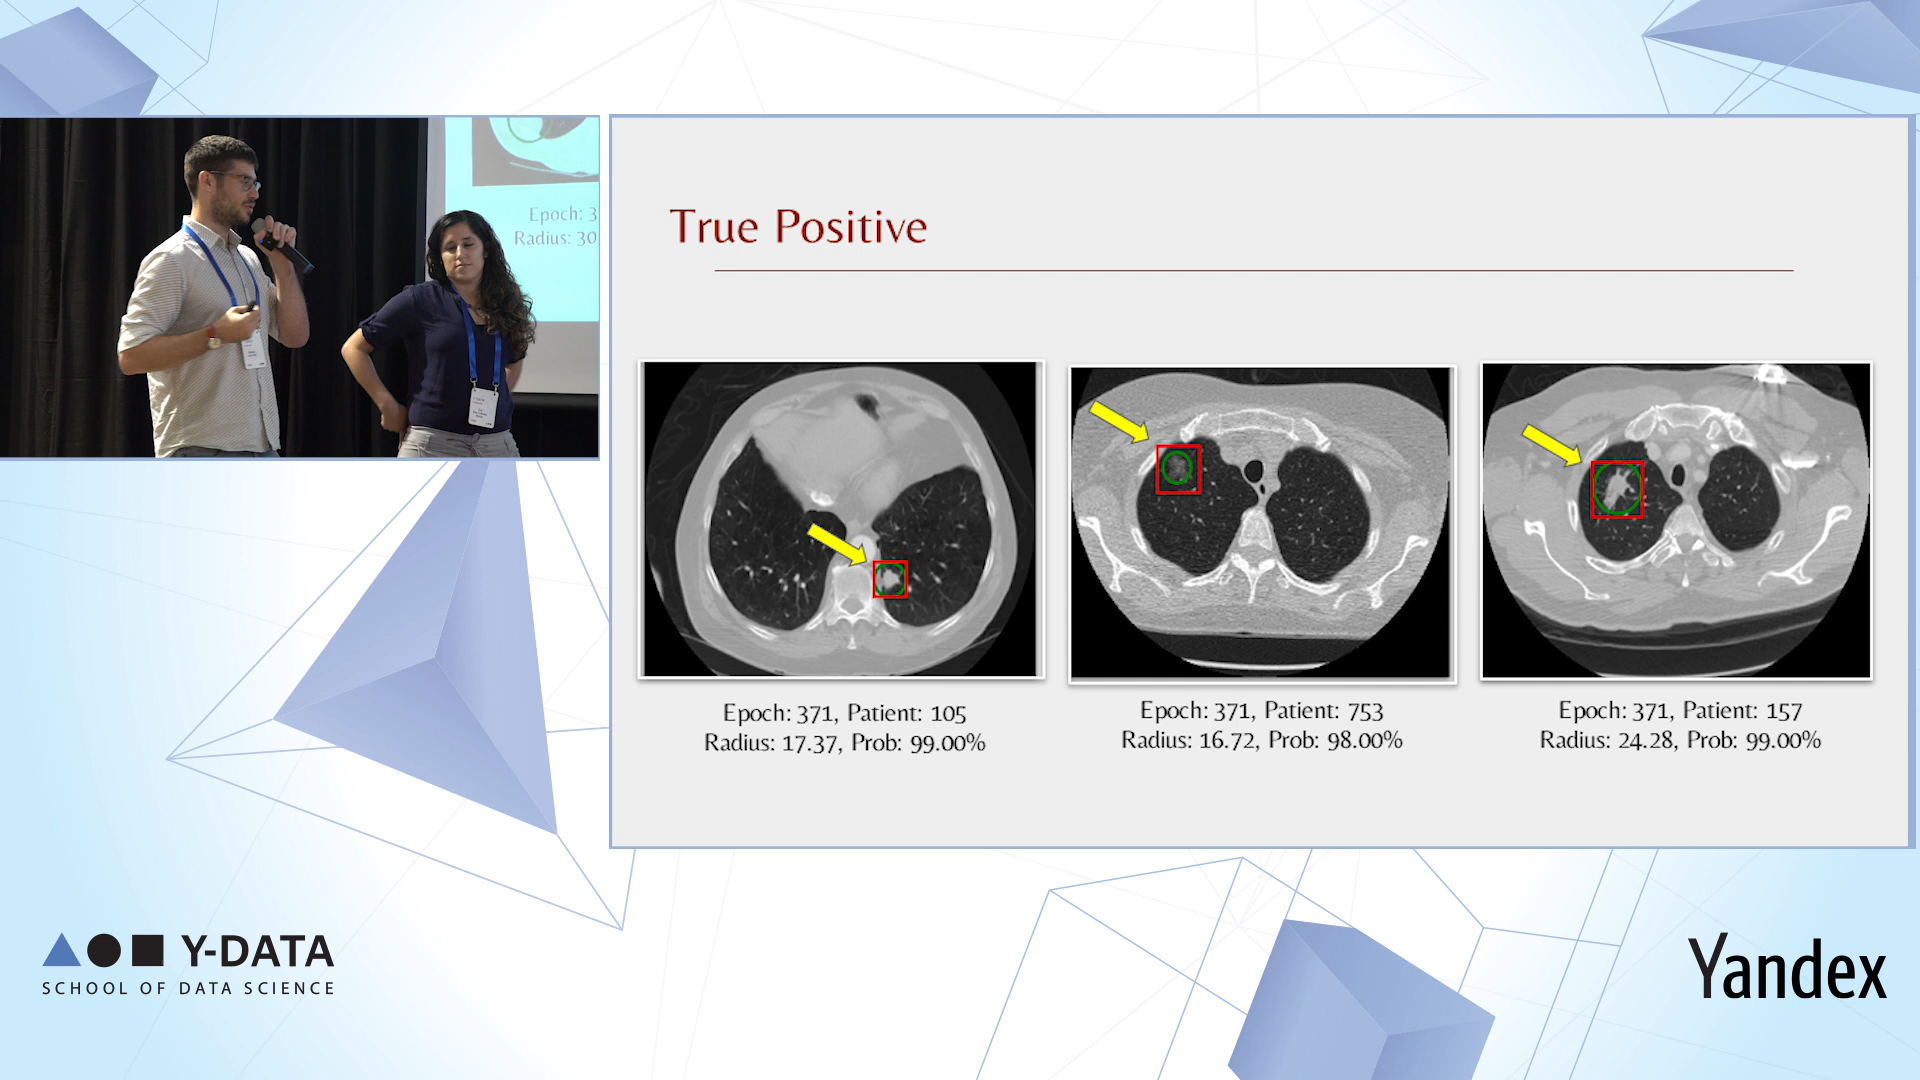 Epoch: 3
Radius: 30
True Positive
Epoch: 371, Patient: 105
Radius: 17.37, Prob: 99.00%
Epoch: 371, Patient: 753
Radius: 16.72, Prob: 98.00%
Epoch: 371, Patient: 157
Radius: 24.28, Prob: 99.00%
Y-DATA
SCHOOL OF DATA SCIENCE
Yandex